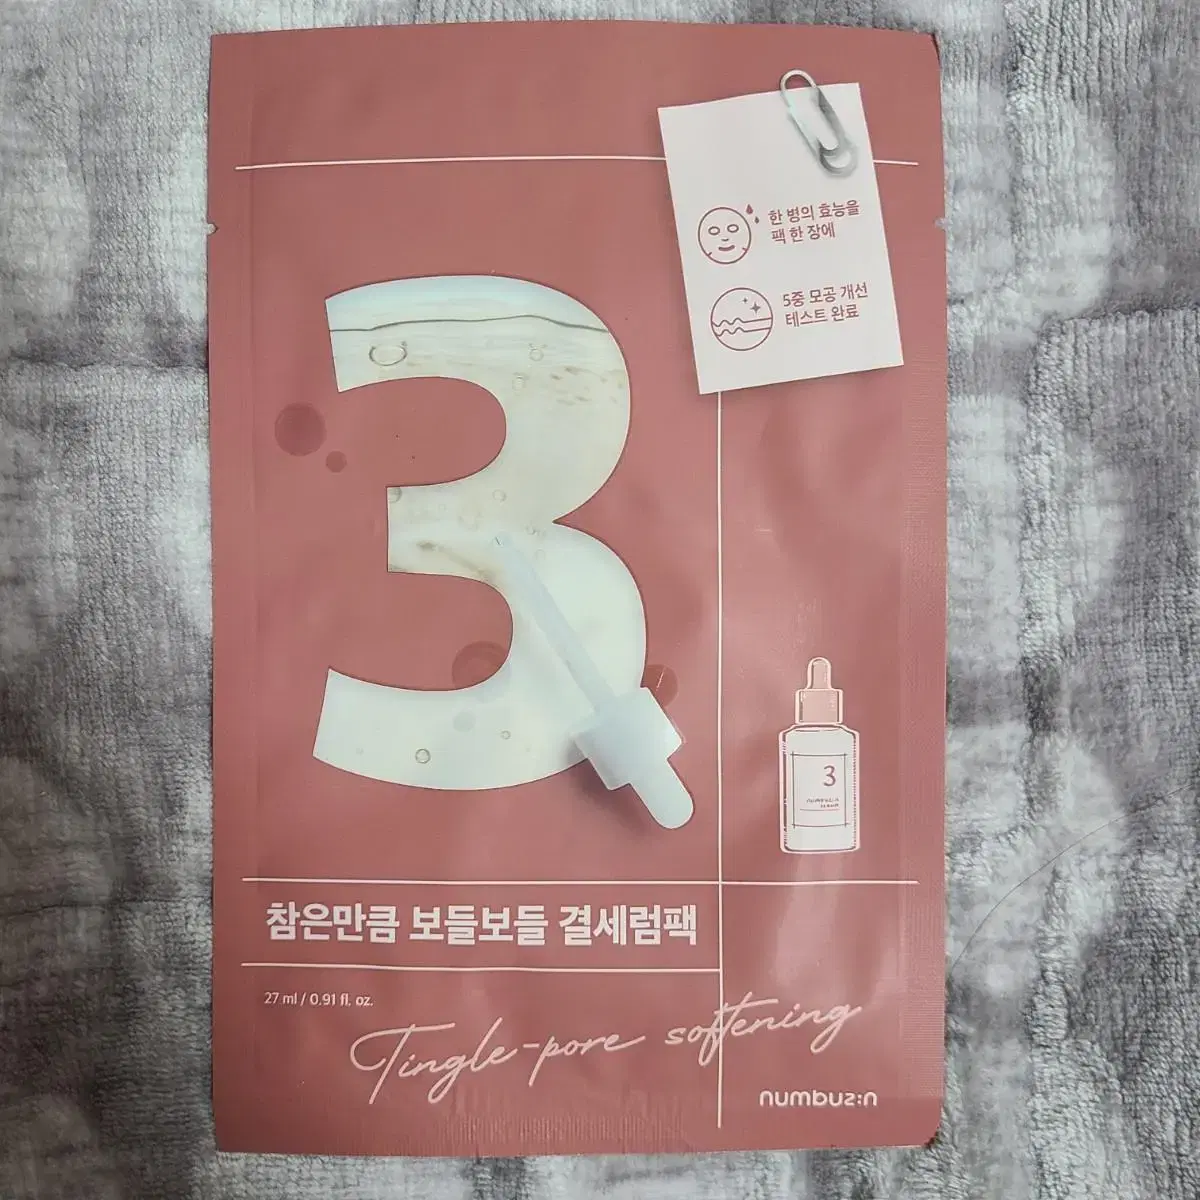 한 병의 효능을
팩 한 장에
5중 모공 개선
테스트 완료
3
3
numbuz:n
참은만큼 보들보들 결세럼팩
27 ml / 0.91 fl. oz.
Tingle-pore softening
numbuz:n